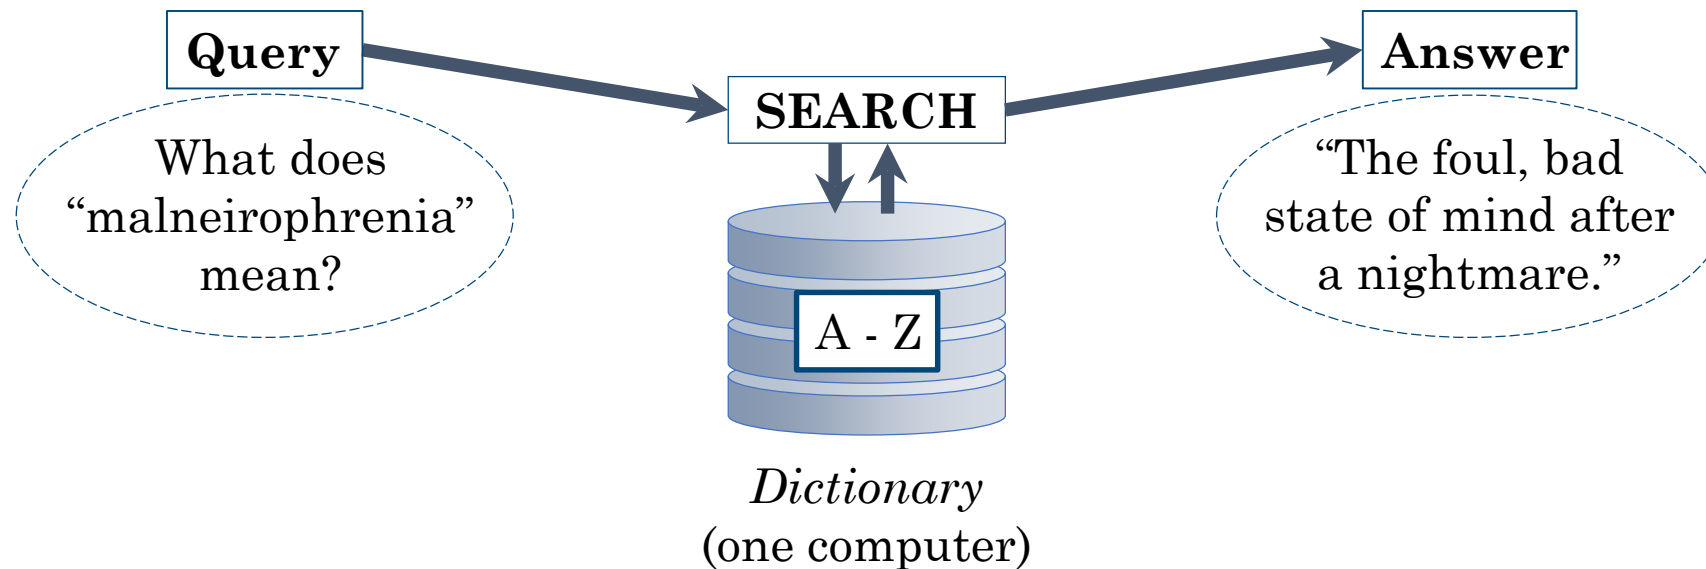 Query
What does
“malneirophrenia”
mean?
SEARCH
A - Z
Dictionary
(one computer)
Answer
“The foul, bad
state of mind after
a nightmare.”